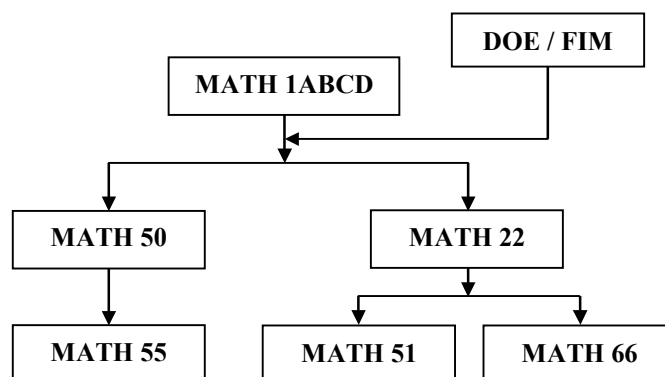 DOE / FIM
MATH 1ABCD
MATH 50
MATH 22
MATH 55
MATH 51
MATH 66